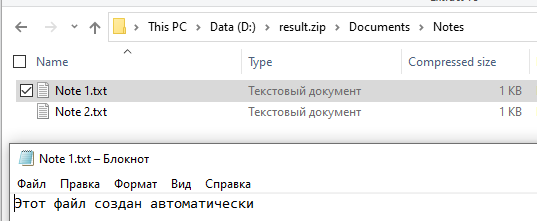 This PC > Data (D:) > result.zip > Documents > Notes
Name Type Compressed size
Note 1.txt Текстовый документ 1 KB
Note 2.txt Текстовый документ 1 KB
Note 1.txt – Блокнот
Файл Правка Формат Вид Справка
Этот файл создан автоматически